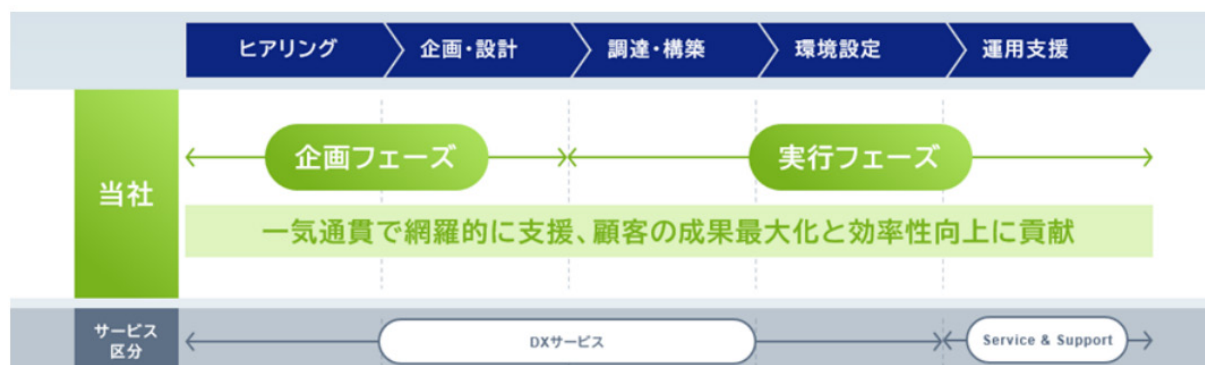 ヒアリング
企画・設計
調達・構築
環境設定
運用支援
当社
企画フェーズ
実行フェーズ
一気通貫で網羅的に支援、顧客の成果最大化と効率性向上に貢献
サービス
区分
DXサービス
Service & Support